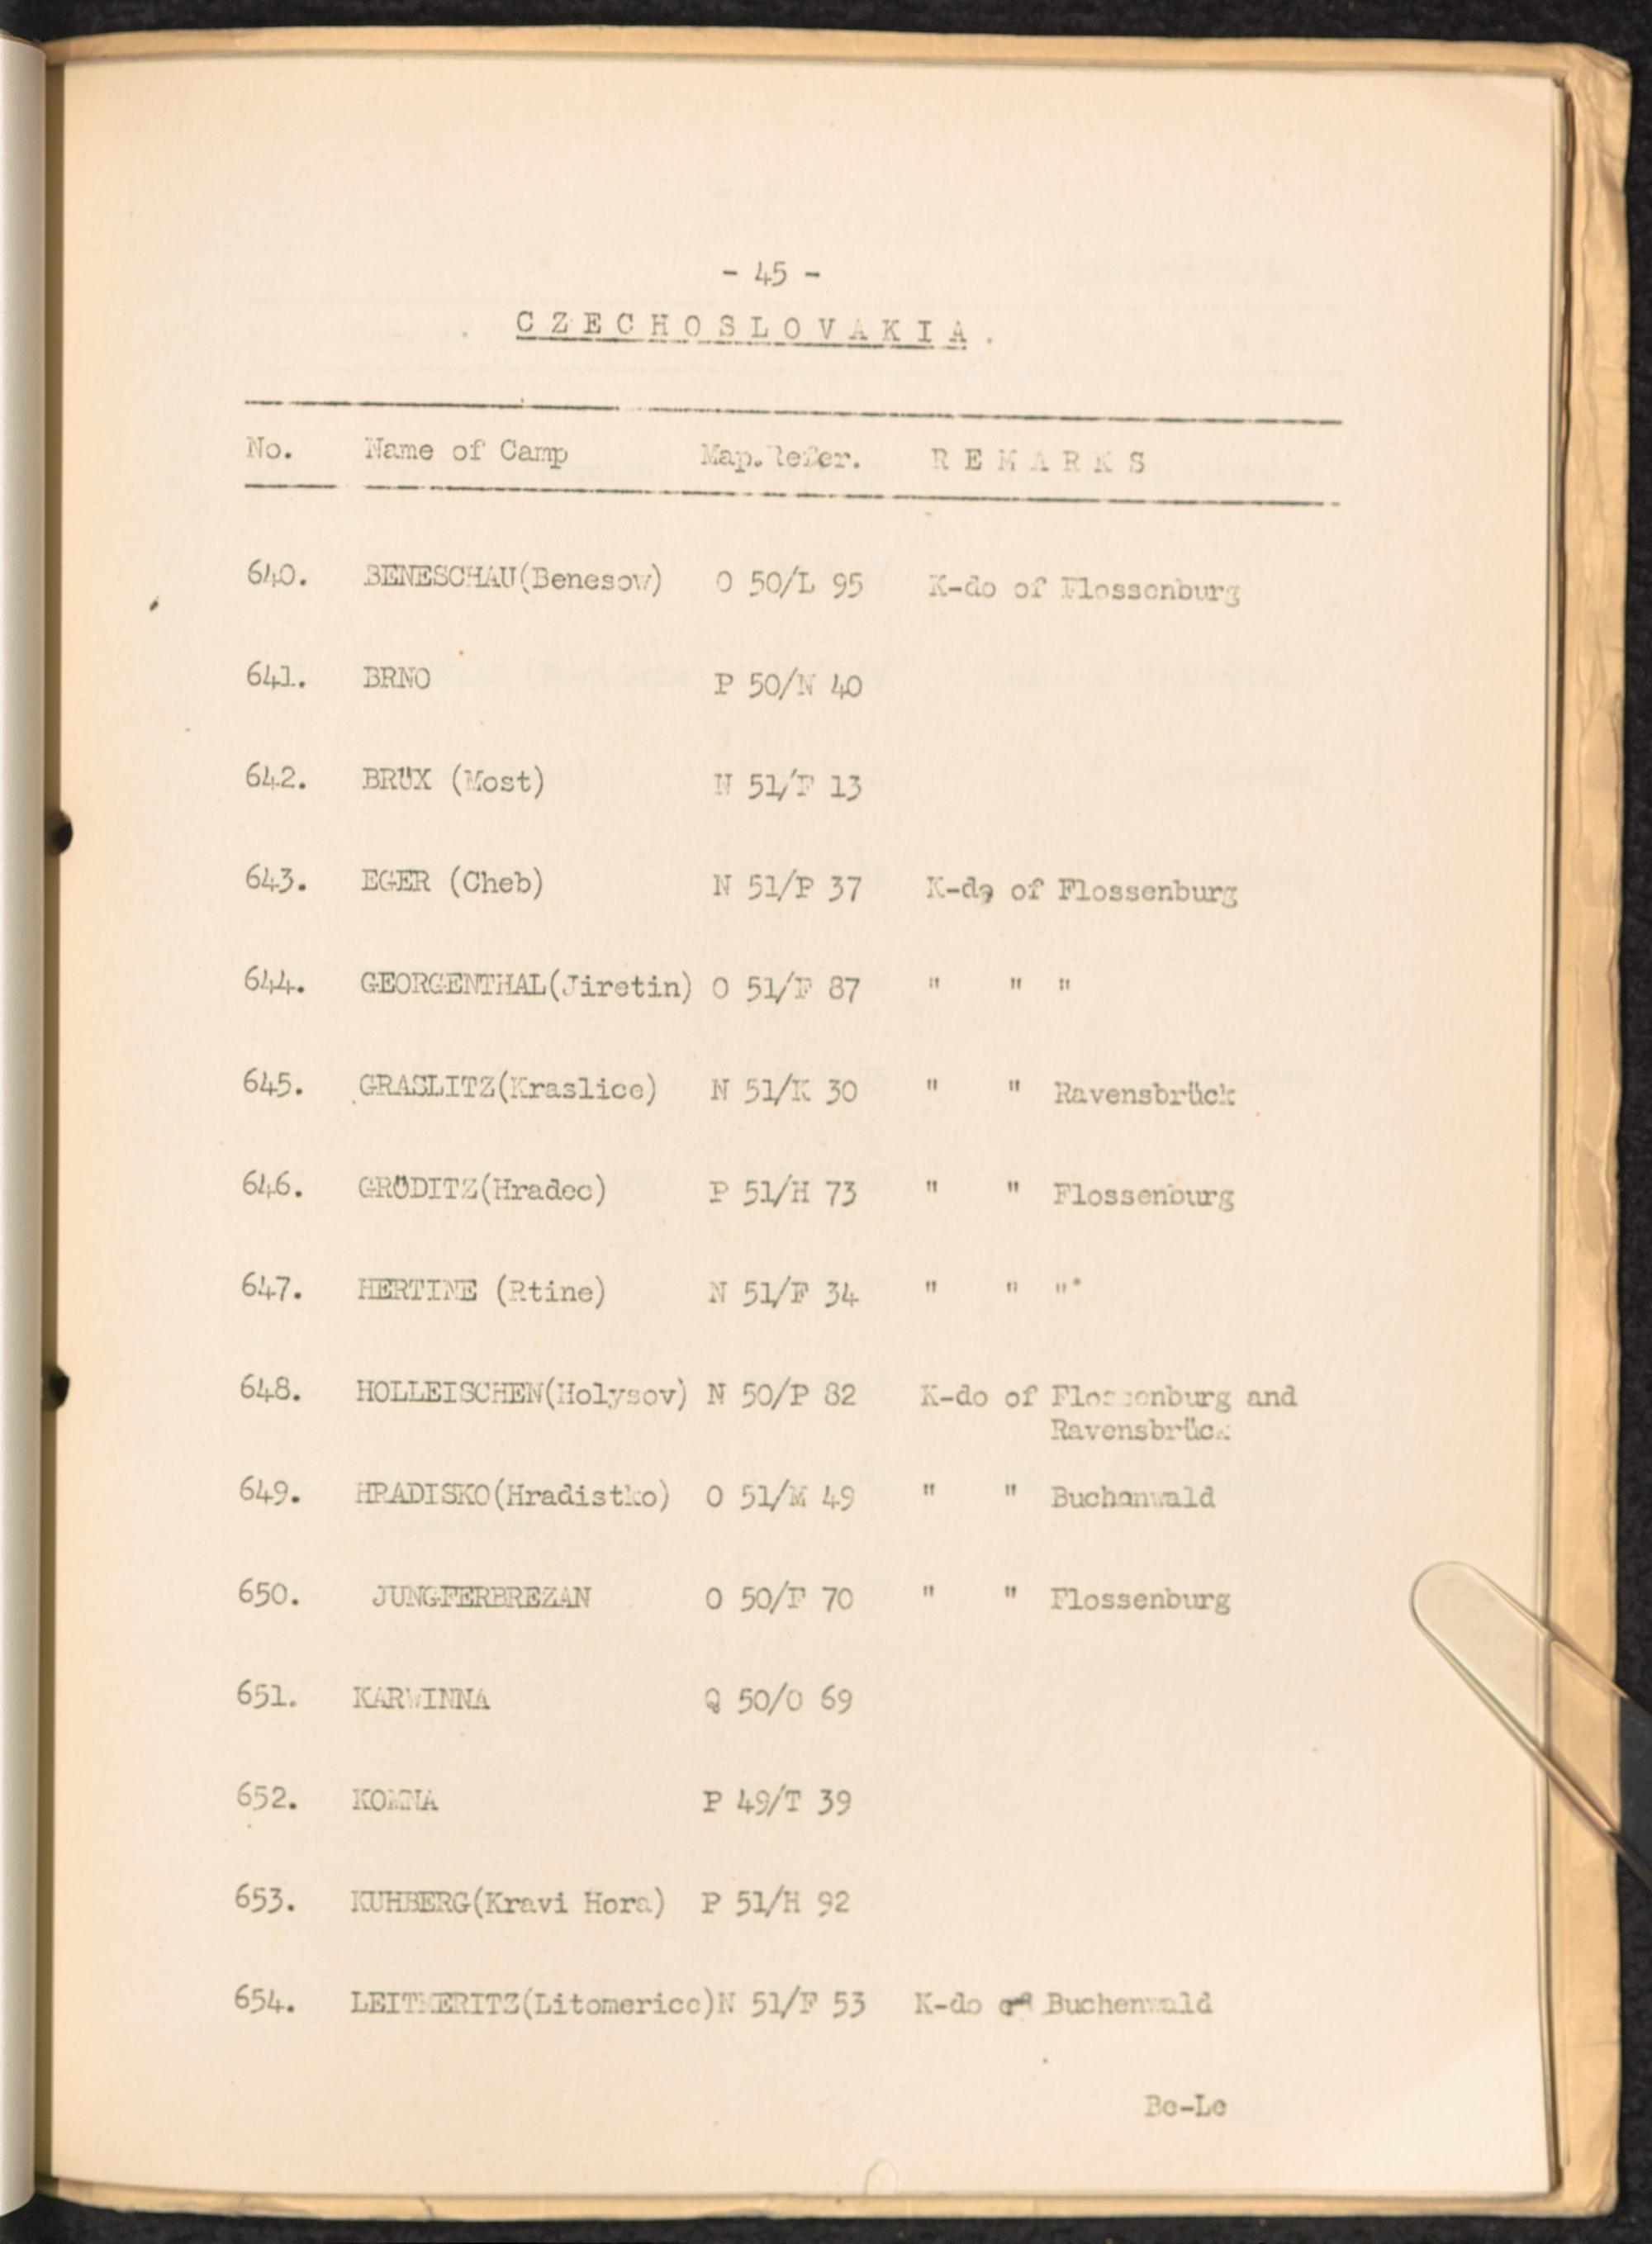 - 45 -
CZECHOSLOVAKIA.
No. Name of Camp Map.Refer. REMARKS
640. BENESCHAU(Benesov) O 50/L 95 K-do of Flossenburg
641. BRNO P 50/N 40
642. BRÜX (Most) N 51/F 13
643. EGER (Cheb) N 51/P 37 K-do of Flossenburg
644. GEORGENTHAL(Jiretin) O 51/F 87 " " "
645. GRASLITZ(Kraslice) N 51/K 30 " " Ravensbrück
646. GRÖDITZ(Hradec) P 51/H 73 " " Flossenburg
647. HERTINE (Rtine) N 51/F 34 " " "
648. HOLLEISCHEN(Holysov) N 50/P 82 K-do of Flossenburg and
Ravensbrück
649. HRADISKO(Hradistko) O 51/M 49 " " Buchenwald
650. JUNGFERBREZAN O 50/F 70 " " Flossenburg
651. KARWINNA Q 50/O 69
652. KOMNA P 49/T 39
653. KUHBERG(Kravi Hora) P 51/H 92
654. LEITMERITZ(Litomerice)N 51/F 53 K-do of Buchenwald
Be-Le